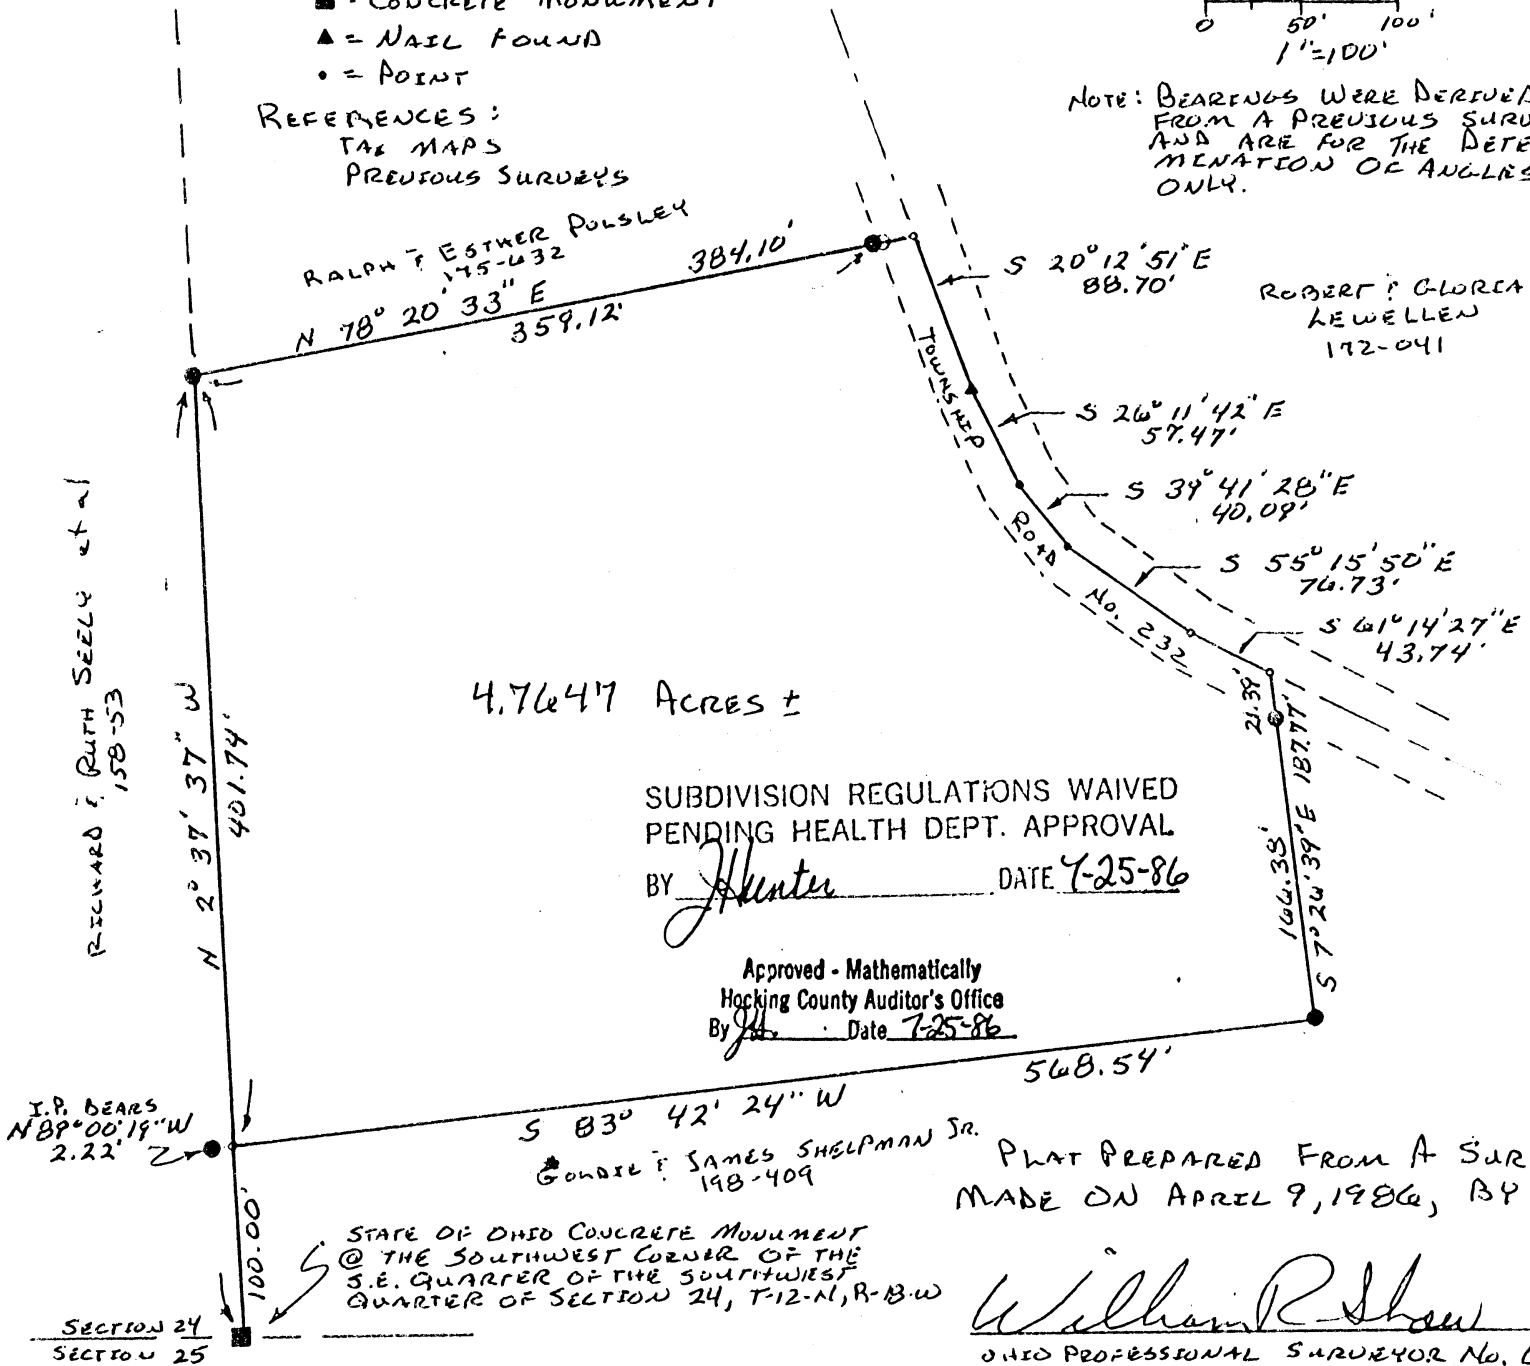 ■ - CONCRETE MONUMENT
▲ = NAIL FOUND
• = POINT
REFERENCES:
TAX MAPS
PREVIOUS SURVEYS
0 50' 100'
1"=100'
NOTE: BEARINGS WERE DERIVED
FROM A PREVIOUS SURV
AND ARE FOR THE DETE
MINATION OF ANGLES
ONLY.
RALPH & ESTHER PULSLEY
175-632
384.10'
N 78° 20' 33" E
359.12'
S 20° 12' 51" E
88.70'
ROBERT & GLORIA
LEWELLEN
172-041
TOWNSHIP
ROAD
No. 232
S 26° 11' 42" E
57.47'
S 39° 41' 28" E
40.09'
S 55° 15' 50" E
76.73'
S 61° 14' 27" E
43.74'
RICHARD & RUTH SEELY et al
158-53
N 2° 37' 37" W
401.74'
4.7647 ACRES ±
21.39'
187.77'
166.38'
S 7° 26' 39" E
SUBDIVISION REGULATIONS WAIVED
PENDING HEALTH DEPT. APPROVAL
BY JHunter DATE 7-25-86
Approved - Mathematically
Hocking County Auditor's Office
By JH. Date 7-25-86
568.54'
S 83° 42' 24" W
I.P. BEARS
N 89° 00' 19" W
2.22'
GOLDIE & JAMES SHELPMAN JR.
198-409
PLAT PREPARED FROM A SUR
MADE ON APRIL 9, 1986, BY
100.00'
STATE OF OHIO CONCRETE MONUMENT
@ THE SOUTHWEST CORNER OF THE
S.E. QUARTER OF THE SOUTHWEST
QUARTER OF SECTION 24, T-12-N, R-18-W
SECTION 24
SECTION 25
William R Shaw
OHIO PROFESSIONAL SURVEYOR No. 6